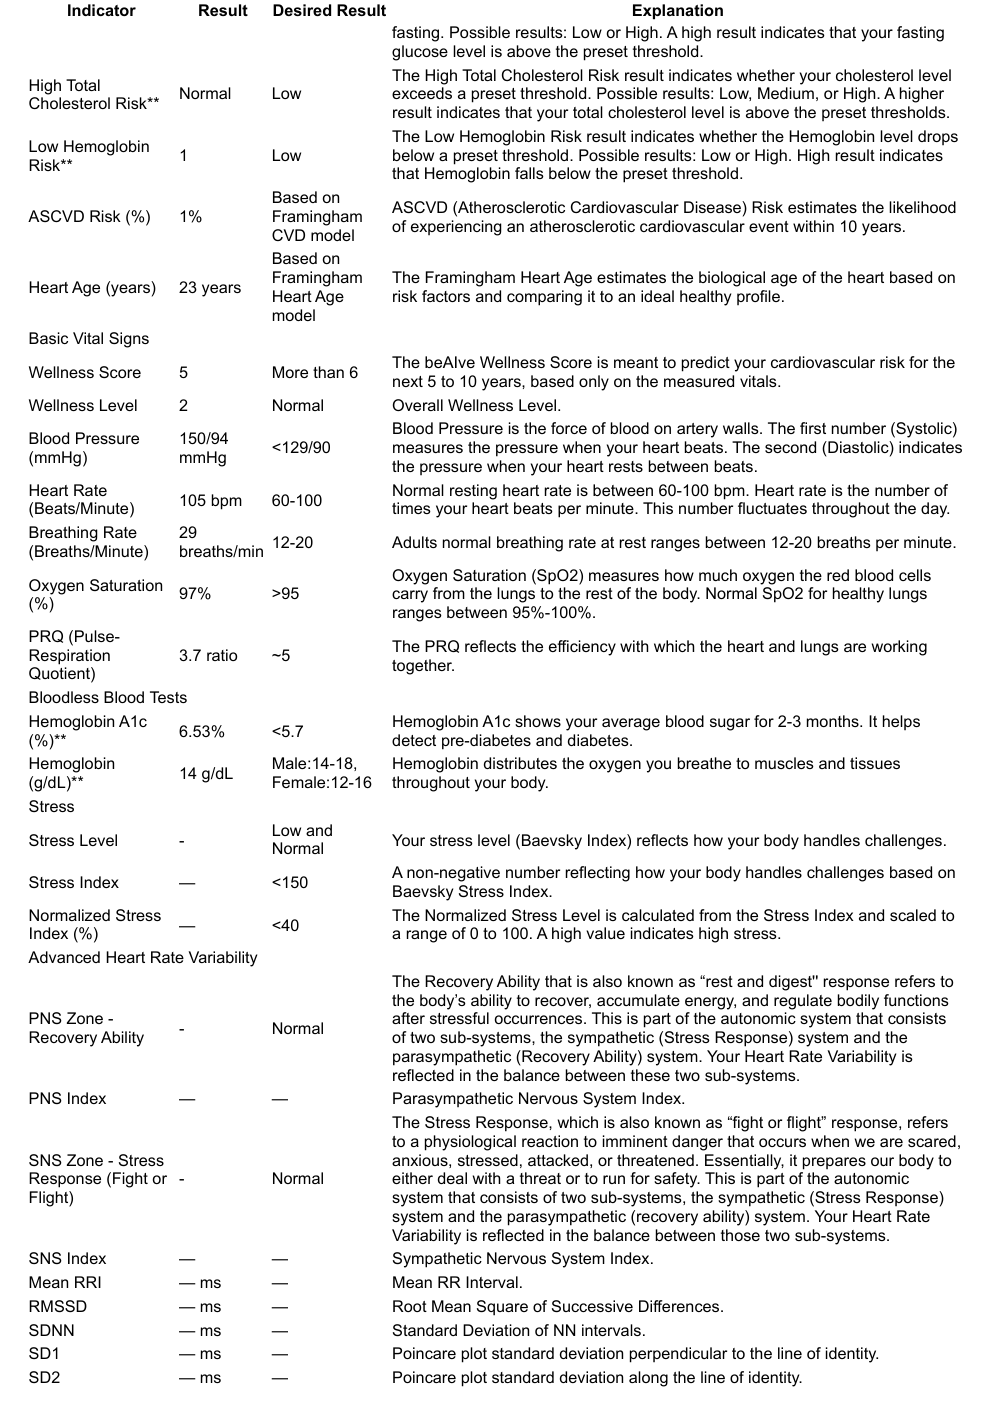 Indicator Result Desired Result Explanation
fasting. Possible results: Low or High. A high result indicates that your fasting
glucose level is above the preset threshold.
High Total
Cholesterol Risk** Normal Low The High Total Cholesterol Risk result indicates whether your cholesterol level
exceeds a preset threshold. Possible results: Low, Medium, or High. A higher
result indicates that your total cholesterol level is above the preset thresholds.
Low Hemoglobin
Risk** 1 Low The Low Hemoglobin Risk result indicates whether the Hemoglobin level drops
below a preset threshold. Possible results: Low or High. High result indicates
that Hemoglobin falls below the preset threshold.
ASCVD Risk (%) 1% Based on
Framingham
CVD model ASCVD (Atherosclerotic Cardiovascular Disease) Risk estimates the likelihood
of experiencing an atherosclerotic cardiovascular event within 10 years.
Heart Age (years) 23 years Based on
Framingham
Heart Age
model The Framingham Heart Age estimates the biological age of the heart based on
risk factors and comparing it to an ideal healthy profile.
Basic Vital Signs
Wellness Score 5 More than 6 The beAIve Wellness Score is meant to predict your cardiovascular risk for the
next 5 to 10 years, based only on the measured vitals.
Wellness Level 2 Normal Overall Wellness Level.
Blood Pressure
(mmHg) 150/94
mmHg <129/90 Blood Pressure is the force of blood on artery walls. The first number (Systolic)
measures the pressure when your heart beats. The second (Diastolic) indicates
the pressure when your heart rests between beats.
Heart Rate
(Beats/Minute) 105 bpm 60-100 Normal resting heart rate is between 60-100 bpm. Heart rate is the number of
times your heart beats per minute. This number fluctuates throughout the day.
Breathing Rate
(Breaths/Minute) 29
breaths/min 12-20 Adults normal breathing rate at rest ranges between 12-20 breaths per minute.
Oxygen Saturation
(%) 97% >95 Oxygen Saturation (SpO2) measures how much oxygen the red blood cells
carry from the lungs to the rest of the body. Normal SpO2 for healthy lungs
ranges between 95%-100%.
PRQ (Pulse-
Respiration
Quotient) 3.7 ratio ~5 The PRQ reflects the efficiency with which the heart and lungs are working
together.
Bloodless Blood Tests
Hemoglobin A1c
(%)** 6.53% <5.7 Hemoglobin A1c shows your average blood sugar for 2-3 months. It helps
detect pre-diabetes and diabetes.
Hemoglobin
(g/dL)** 14 g/dL Male:14-18,
Female:12-16 Hemoglobin distributes the oxygen you breathe to muscles and tissues
throughout your body.
Stress
Stress Level - Low and
Normal Your stress level (Baevsky Index) reflects how your body handles challenges.
Stress Index — <150 A non-negative number reflecting how your body handles challenges based on
Baevsky Stress Index.
Normalized Stress
Index (%) — <40 The Normalized Stress Level is calculated from the Stress Index and scaled to
a range of 0 to 100. A high value indicates high stress.
Advanced Heart Rate Variability
PNS Zone -
Recovery Ability - Normal The Recovery Ability that is also known as “rest and digest" response refers to
the body’s ability to recover, accumulate energy, and regulate bodily functions
after stressful occurrences. This is part of the autonomic system that consists
of two sub-systems, the sympathetic (Stress Response) system and the
parasympathetic (Recovery Ability) system. Your Heart Rate Variability is
reflected in the balance between these two sub-systems.
PNS Index — — Parasympathetic Nervous System Index.
SNS Zone - Stress
Response (Fight or
Flight) - Normal The Stress Response, which is also known as “fight or flight” response, refers
to a physiological reaction to imminent danger that occurs when we are scared,
anxious, stressed, attacked, or threatened. Essentially, it prepares our body to
either deal with a threat or to run for safety. This is part of the autonomic
system that consists of two sub-systems, the sympathetic (Stress Response)
system and the parasympathetic (recovery ability) system. Your Heart Rate
Variability is reflected in the balance between those two sub-systems.
SNS Index — — Sympathetic Nervous System Index.
Mean RRI — ms — Mean RR Interval.
RMSSD — ms — Root Mean Square of Successive Differences.
SDNN — ms — Standard Deviation of NN intervals.
SD1 — ms — Poincare plot standard deviation perpendicular to the line of identity.
SD2 — ms — Poincare plot standard deviation along the line of identity.